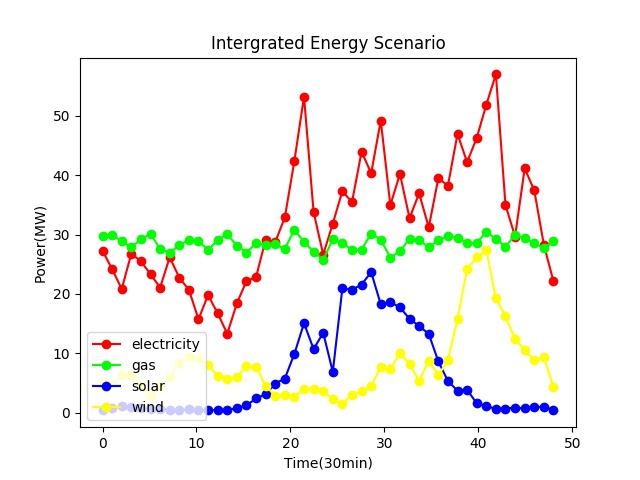 Intergrated Energy Scenario
Power(MW)
50
40
30
20
10
0
electricity
gas
solar
wind
0 10 20 30 40 50
Time(30min)